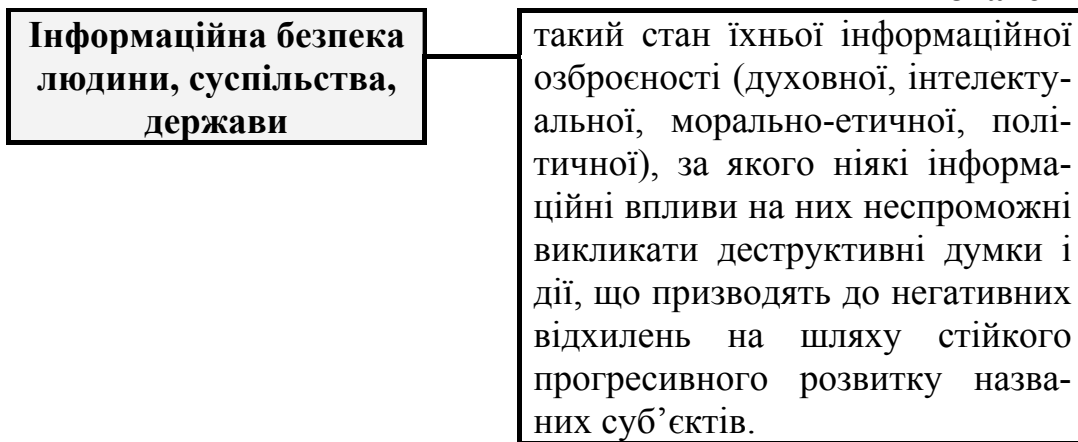 Інформаційна безпека
людини, суспільства,
держави
такий стан їхньої інформаційної
озброєності (духовної, інтелекту-
альної, морально-етичної, полі-
тичної), за якого ніякі інформа-
ційні впливи на них неспроможні
викликати деструктивні думки і
дії, що призводять до негативних
відхилень на шляху стійкого
прогресивного розвитку назва-
них суб’єктів.